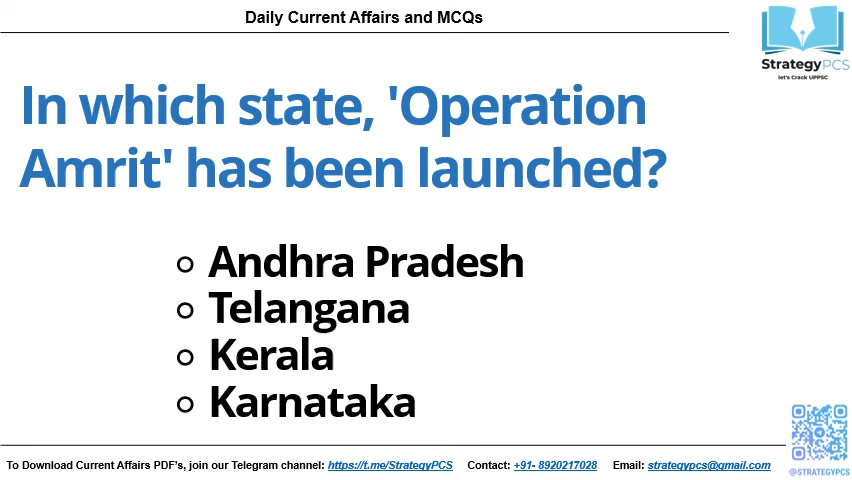 Daily Current Affairs and MCQs
StrategyPCS
let's Crack UPPSC
In which state, 'Operation
Amrit' has been launched?
Andhra Pradesh
Telangana
Kerala
Karnataka
To Download Current Affairs PDF's, join our Telegram channel: https://t.me/StrategyPCS Contact: +91- 8920217028 Email: strategypcs@gmail.com
@STRATEGYPCS